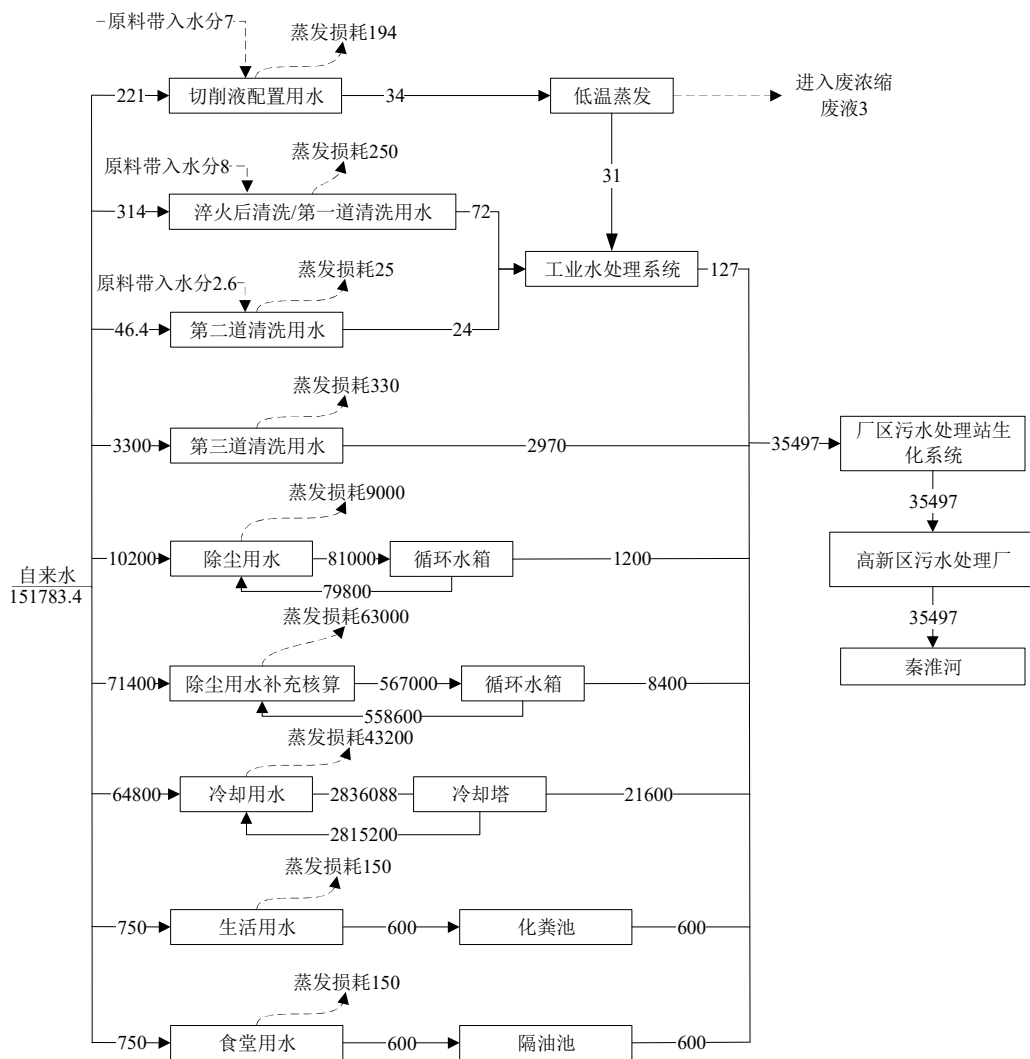 原料带入水分7
蒸发损耗194
221
切削液配置用水
34
低温蒸发
进入废浓缩
废液3
原料带入水分8
蒸发损耗250
31
314
淬火后清洗/第一道清洗用水
72
工业水处理系统
127
原料带入水分2.6
蒸发损耗25
46.4
第二道清洗用水
24
蒸发损耗330
3300
第三道清洗用水
2970
35497
厂区污水处理站生
化系统
35497
蒸发损耗9000
10200
除尘用水
81000
循环水箱
1200
79800
高新区污水处理厂
35497
自来水
151783.4
蒸发损耗63000
71400
除尘用水补充核算
567000
循环水箱
8400
558600
秦淮河
蒸发损耗43200
64800
冷却用水
2836088
冷却塔
21600
2815200
蒸发损耗150
750
生活用水
600
化粪池
600
蒸发损耗150
750
食堂用水
600
隔油池
600